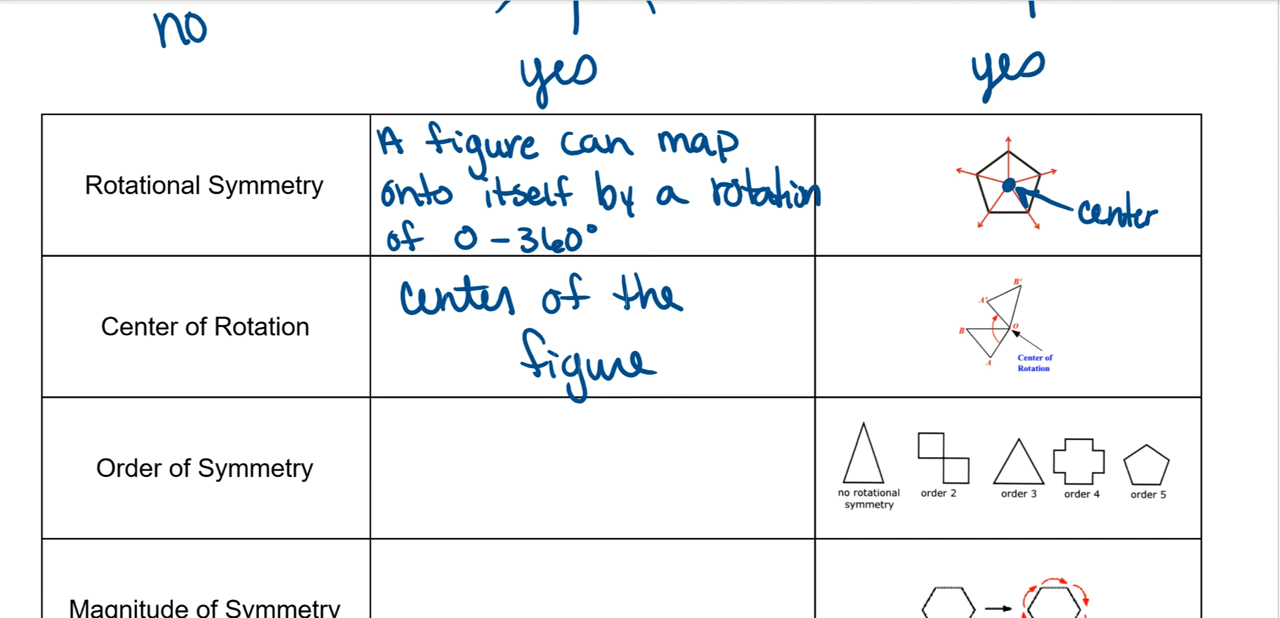 no
yes
yes
Rotational Symmetry
A figure can map
onto itself by a rotation
of 0-360°
center
Center of Rotation
center of the
figure
B'
A'
B
O
A
Center of
Rotation
Order of Symmetry
no rotational
symmetry
order 2
order 3
order 4
order 5
Magnitude of Symmetry